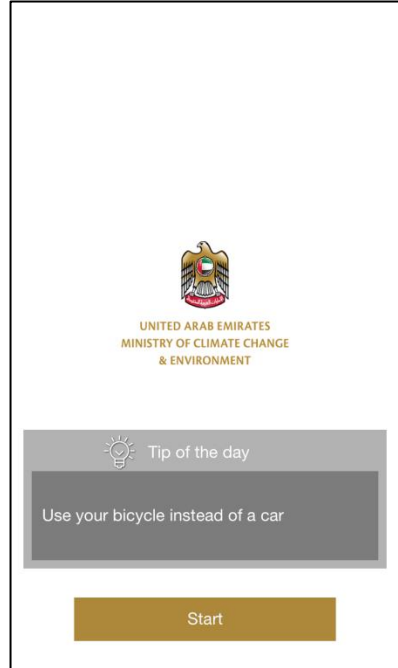 UNITED ARAB EMIRATES
MINISTRY OF CLIMATE CHANGE
& ENVIRONMENT
Tip of the day
Use your bicycle instead of a car
Start